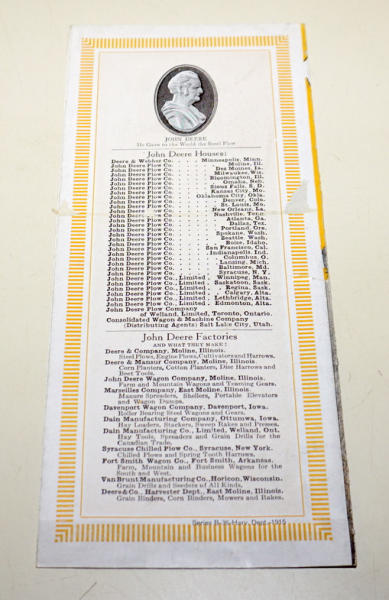 JOHN DEERE
He Gave to the World the Steel Plow
John Deere Houses:
Deere & Webber Co. . . . Minneapolis, Minn.
John Deere Plow Co. . . . . . Moline, Ill.
John Deere Plow Co. . . . . Des Moines, Ia.
John Deere Plow Co. . . . . Milwaukee, Wis.
John Deere Plow Co. . . . . Bloomington, Ill.
John Deere Plow Co. . . . . . Omaha, Neb.
John Deere Plow Co. . . . . Sioux Falls, S. D.
John Deere Plow Co. . . . . Kansas City, Mo.
John Deere Plow Co. . . . Oklahoma City, Okla.
John Deere Plow Co. . . . . . Denver, Colo.
John Deere Plow Co. . . . . . St. Louis, Mo.
John Deere Plow Co. . . . . New Orleans, La.
John Deere Plow Co. . . . . Nashville, Tenn.
John Deere Plow Co. . . . . . Atlanta, Ga.
John Deere Plow Co. . . . . . Dallas, Tex.
John Deere Plow Co. . . . . . Portland, Ore.
John Deere Plow Co. . . . . Spokane, Wash.
John Deere Plow Co. . . . . Seattle, Wash.
John Deere Plow Co. . . . . . Boise, Idaho.
John Deere Plow Co. . . . . San Francisco, Cal.
John Deere Plow Co. . . . . Indianapolis, Ind.
John Deere Plow Co. . . . . . Columbus, O.
John Deere Plow Co. . . . . . Lansing, Mich.
John Deere Plow Co. . . . . . Baltimore, Md.
John Deere Plow Co. . . . . . Syracuse, N. Y.
John Deere Plow Co., Limited . Winnipeg, Man.
John Deere Plow Co., Limited . Saskatoon, Sask.
John Deere Plow Co., Limited . . Regina, Sask.
John Deere Plow Co., Limited . . Calgary, Alta.
John Deere Plow Co., Limited . Lethbridge, Alta.
John Deere Plow Co., Limited . Edmonton, Alta.
John Deere Plow Company
of Welland, Limited, Toronto, Ontario.
Consolidated Wagon & Machine Company
(Distributing Agents) Salt Lake City, Utah.
John Deere Factories
AND WHAT THEY MAKE:
Deere & Company, Moline, Illinois.
Steel Plows, Engine Plows, Cultivators and Harrows.
Deere & Mansur Company, Moline, Illinois.
Corn Planters, Cotton Planters, Disc Harrows and
Beet Tools.
John Deere Wagon Company, Moline, Illinois.
Farm and Mountain Wagons and Teaming Gears.
Marseilles Company, East Moline, Illinois.
Manure Spreaders, Shellers, Portable Elevators
and Wagon Dumps.
Davenport Wagon Company, Davenport, Iowa.
Roller Bearing Steel Wagons and Gears.
Dain Manufacturing Company, Ottumwa, Iowa.
Hay Loaders, Stackers, Sweep Rakes and Presses.
Dain Manufacturing Co., Limited, Welland, Ont.
Hay Tools, Spreaders and Grain Drills for the
Canadian Trade.
Syracuse Chilled Plow Co., Syracuse, New York.
Chilled Plows and Spring Tooth Harrows.
Fort Smith Wagon Co., Fort Smith, Arkansas.
Farm, Mountain and Business Wagons for the
South and West.
Van Brunt Manufacturing Co., Horicon, Wisconsin.
Grain Drills and Seeders of All Kinds.
Deere & Co., Harvester Dept., East Moline, Illinois.
Grain Binders, Corn Binders, Mowers and Rakes.
Harv. Dept.-1915